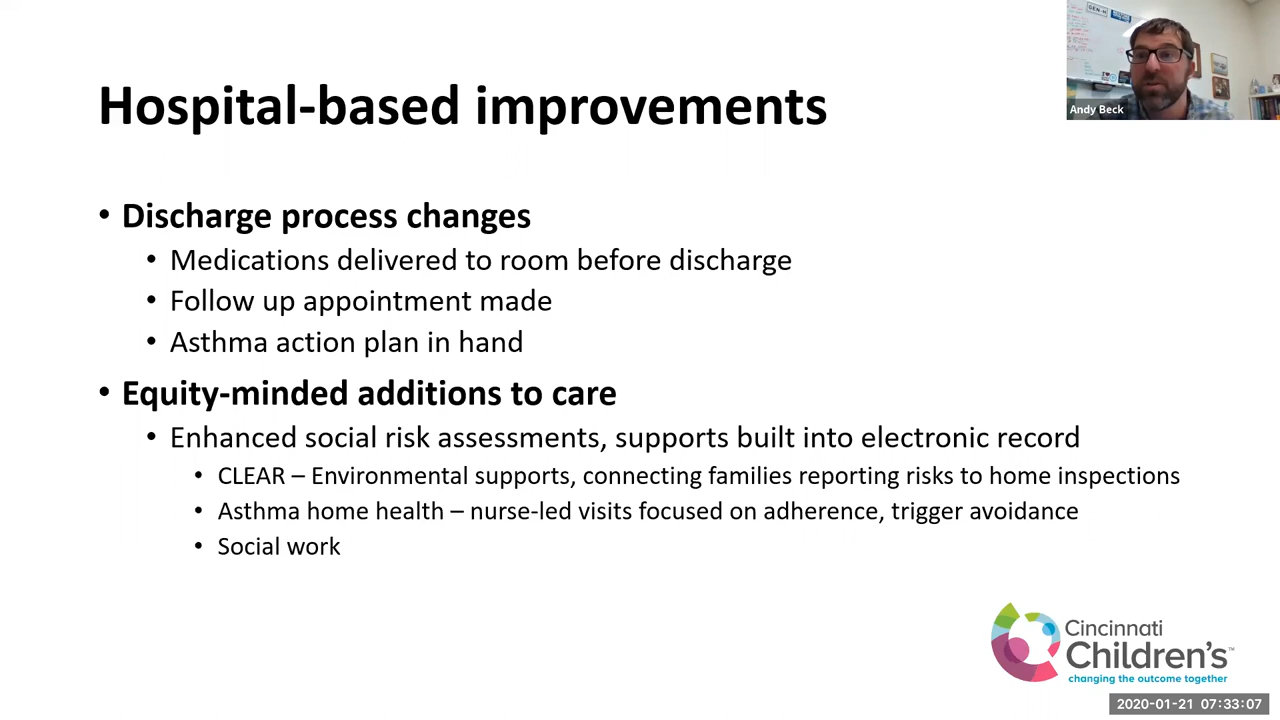 Hospital-based improvements
Andy Beck
• Discharge process changes
• Medications delivered to room before discharge
• Follow up appointment made
• Asthma action plan in hand
• Equity-minded additions to care
• Enhanced social risk assessments, supports built into electronic record
• CLEAR – Environmental supports, connecting families reporting risks to home inspections
• Asthma home health – nurse-led visits focused on adherence, trigger avoidance
• Social work
Cincinnati
Children's™
changing the outcome together
2020-01-21 07:33:07